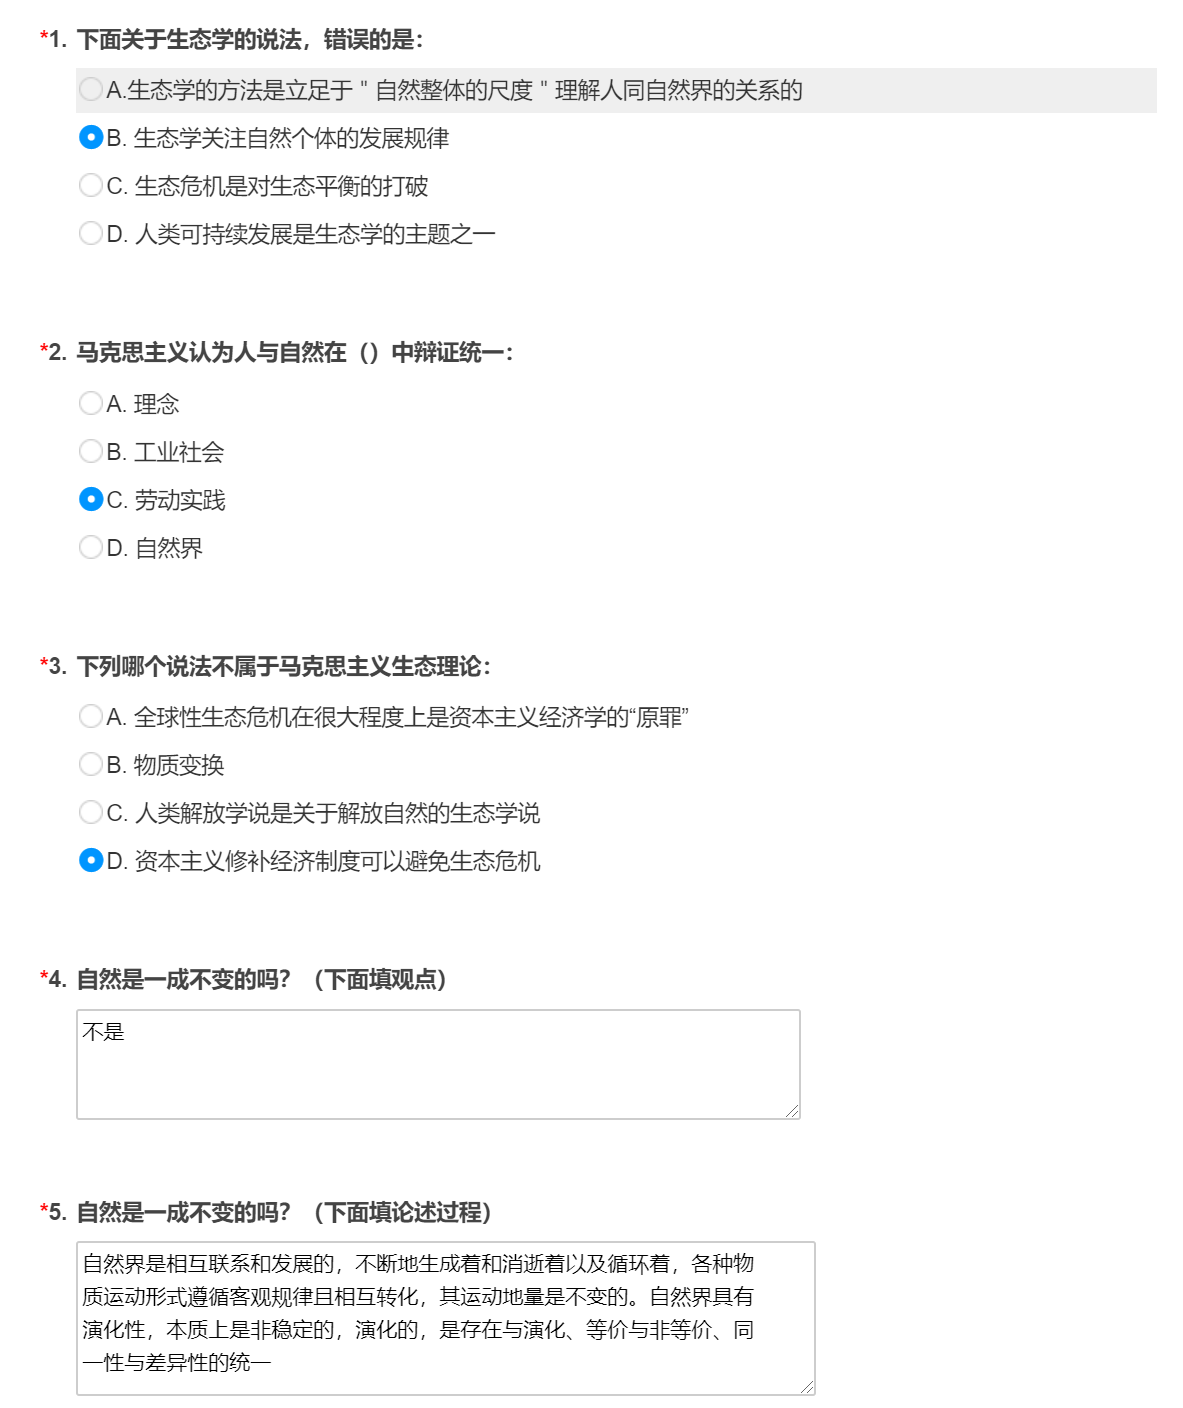 *1. 下面关于生态学的说法，错误的是：
A.生态学的方法是立足于 " 自然整体的尺度 " 理解人同自然界的关系的
B. 生态学关注自然个体的发展规律
C. 生态危机是对生态平衡的打破
D. 人类可持续发展是生态学的主题之一
*2. 马克思主义认为人与自然在（）中辩证统一：
A. 理念
B. 工业社会
C. 劳动实践
D. 自然界
*3. 下列哪个说法不属于马克思主义生态理论：
A. 全球性生态危机在很大程度上是资本主义经济学的“原罪”
B. 物质变换
C. 人类解放学说是关于解放自然的生态学说
D. 资本主义修补经济制度可以避免生态危机
*4. 自然是一成不变的吗？（下面填观点）
不是
*5. 自然是一成不变的吗？（下面填论述过程）
自然界是相互联系和发展的，不断地生成着和消逝着以及循环着，各种物
质运动形式遵循客观规律且相互转化，其运动地量是不变的。自然界具有
演化性，本质上是非稳定的，演化的，是存在与演化、等价与非等价、同
一性与差异性的统一